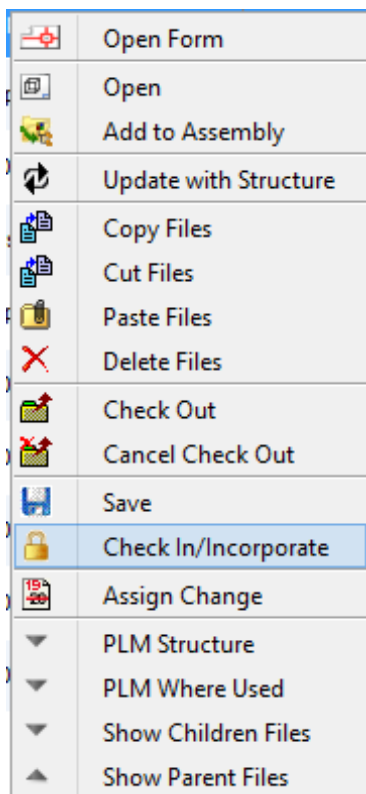 Open Form
Open
Add to Assembly
Update with Structure
Copy Files
Cut Files
Paste Files
Delete Files
Check Out
Cancel Check Out
Save
Check In/Incorporate
Assign Change
PLM Structure
PLM Where Used
Show Children Files
Show Parent Files